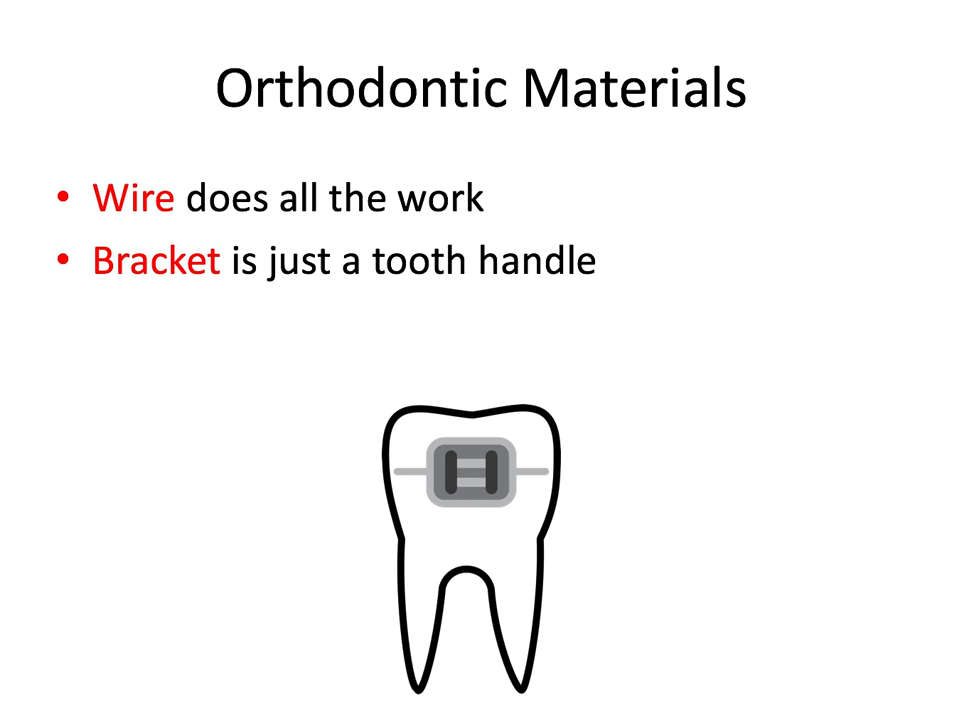 Orthodontic Materials
• Wire does all the work
• Bracket is just a tooth handle